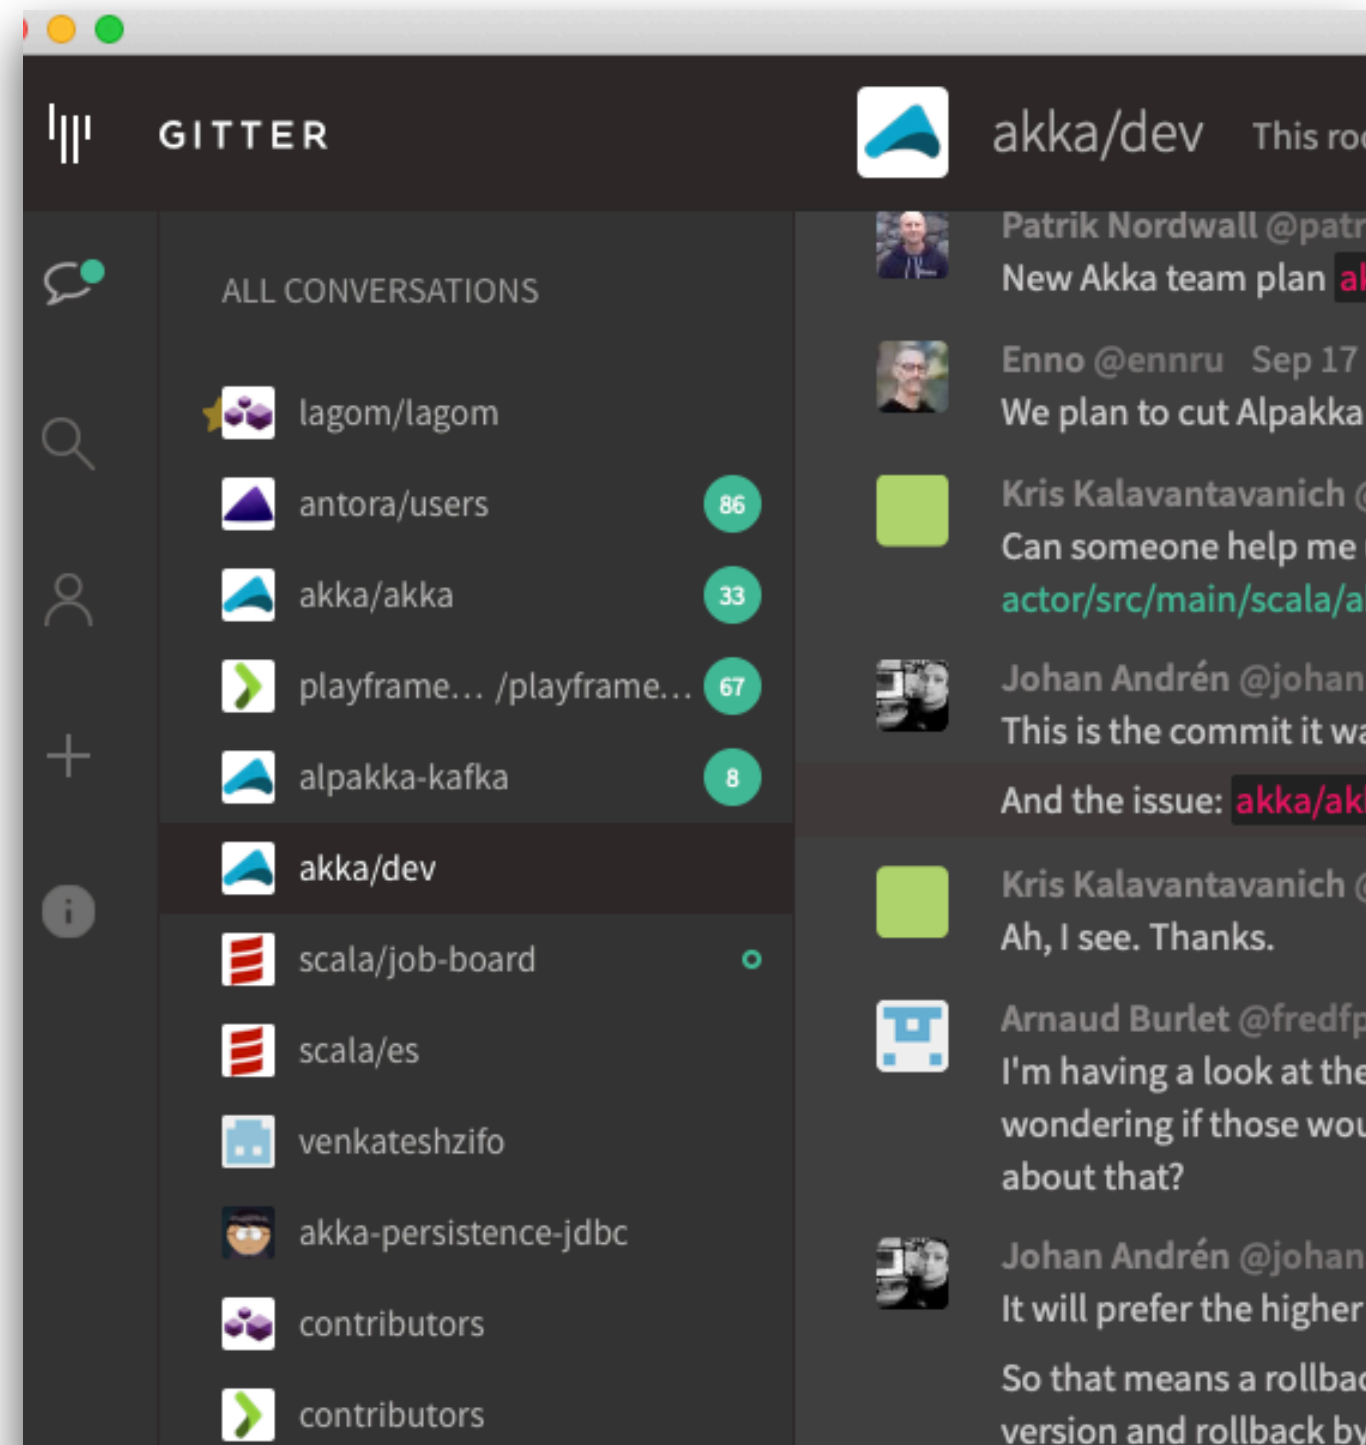 GITTER
akka/dev This roo
ALL CONVERSATIONS
lagom/lagom
antora/users 86
akka/akka 33
playframe... /playframe... 67
alpakka-kafka 8
akka/dev
scala/job-board
scala/es
venkateshzifo
akka-persistence-jdbc
contributors
contributors
Patrik Nordwall @patr
New Akka team plan ak
Enno @ennru Sep 17
We plan to cut Alpakka
Kris Kalavantavanich @
Can someone help me
actor/src/main/scala/a
Johan Andrén @johan
This is the commit it wa
And the issue: akka/akk
Kris Kalavantavanich @
Ah, I see. Thanks.
Arnaud Burlet @fredfp
I'm having a look at the
wondering if those wou
about that?
Johan Andrén @johan
It will prefer the higher
So that means a rollbac
version and rollback by